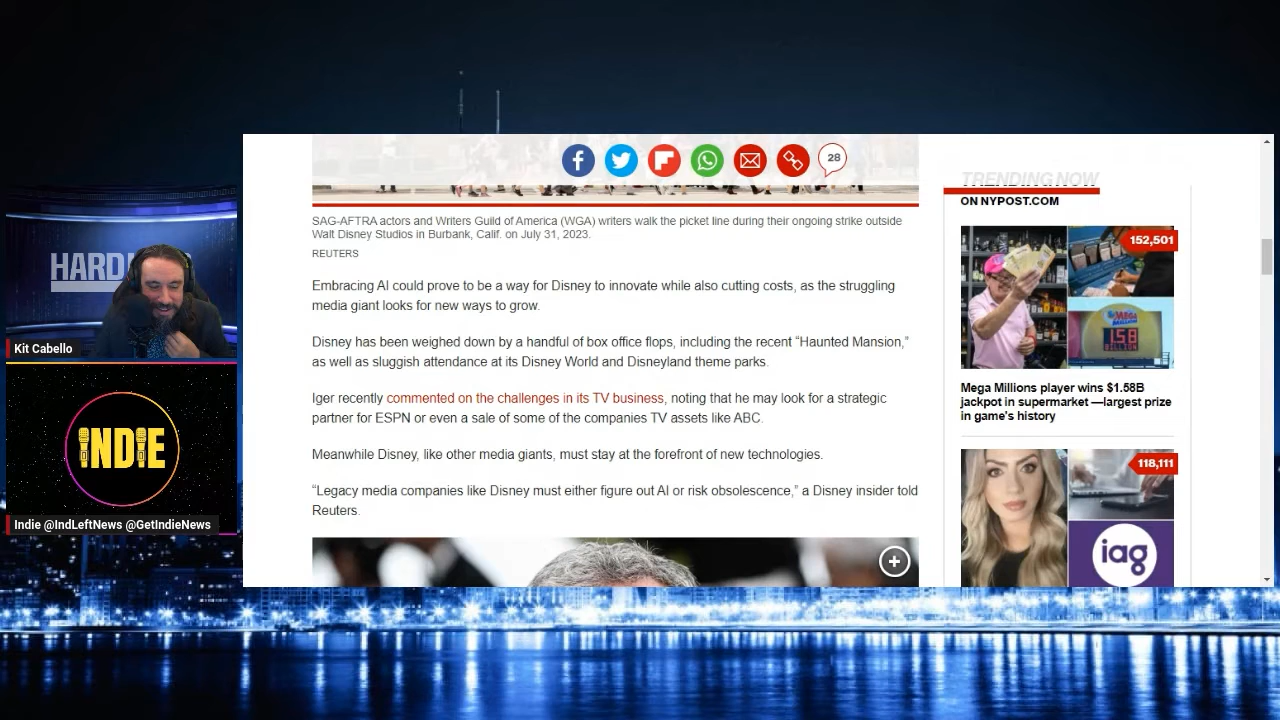 28
SAG-AFTRA actors and Writers Guild of America (WGA) writers walk the picket line during their ongoing strike outside
Walt Disney Studios in Burbank, Calif. on July 31, 2023.
REUTERS
Embracing AI could prove to be a way for Disney to innovate while also cutting costs, as the struggling
media giant looks for new ways to grow.
Disney has been weighed down by a handful of box office flops, including the recent “Haunted Mansion,”
as well as sluggish attendance at its Disney World and Disneyland theme parks.
Iger recently commented on the challenges in its TV business, noting that he may look for a strategic
partner for ESPN or even a sale of some of the companies TV assets like ABC.
Meanwhile Disney, like other media giants, must stay at the forefront of new technologies.
“Legacy media companies like Disney must either figure out AI or risk obsolescence,” a Disney insider told
Reuters.
TRENDING NOW
ON NYPOST.COM
152,501
MEGA
MILLIONS
Mega Millions player wins $1.58B
jackpot in supermarket —largest prize
in game's history
118,111
iag
HARD
Kit Cabello
INDIE
Indie @IndLeftNews @GetIndieNews